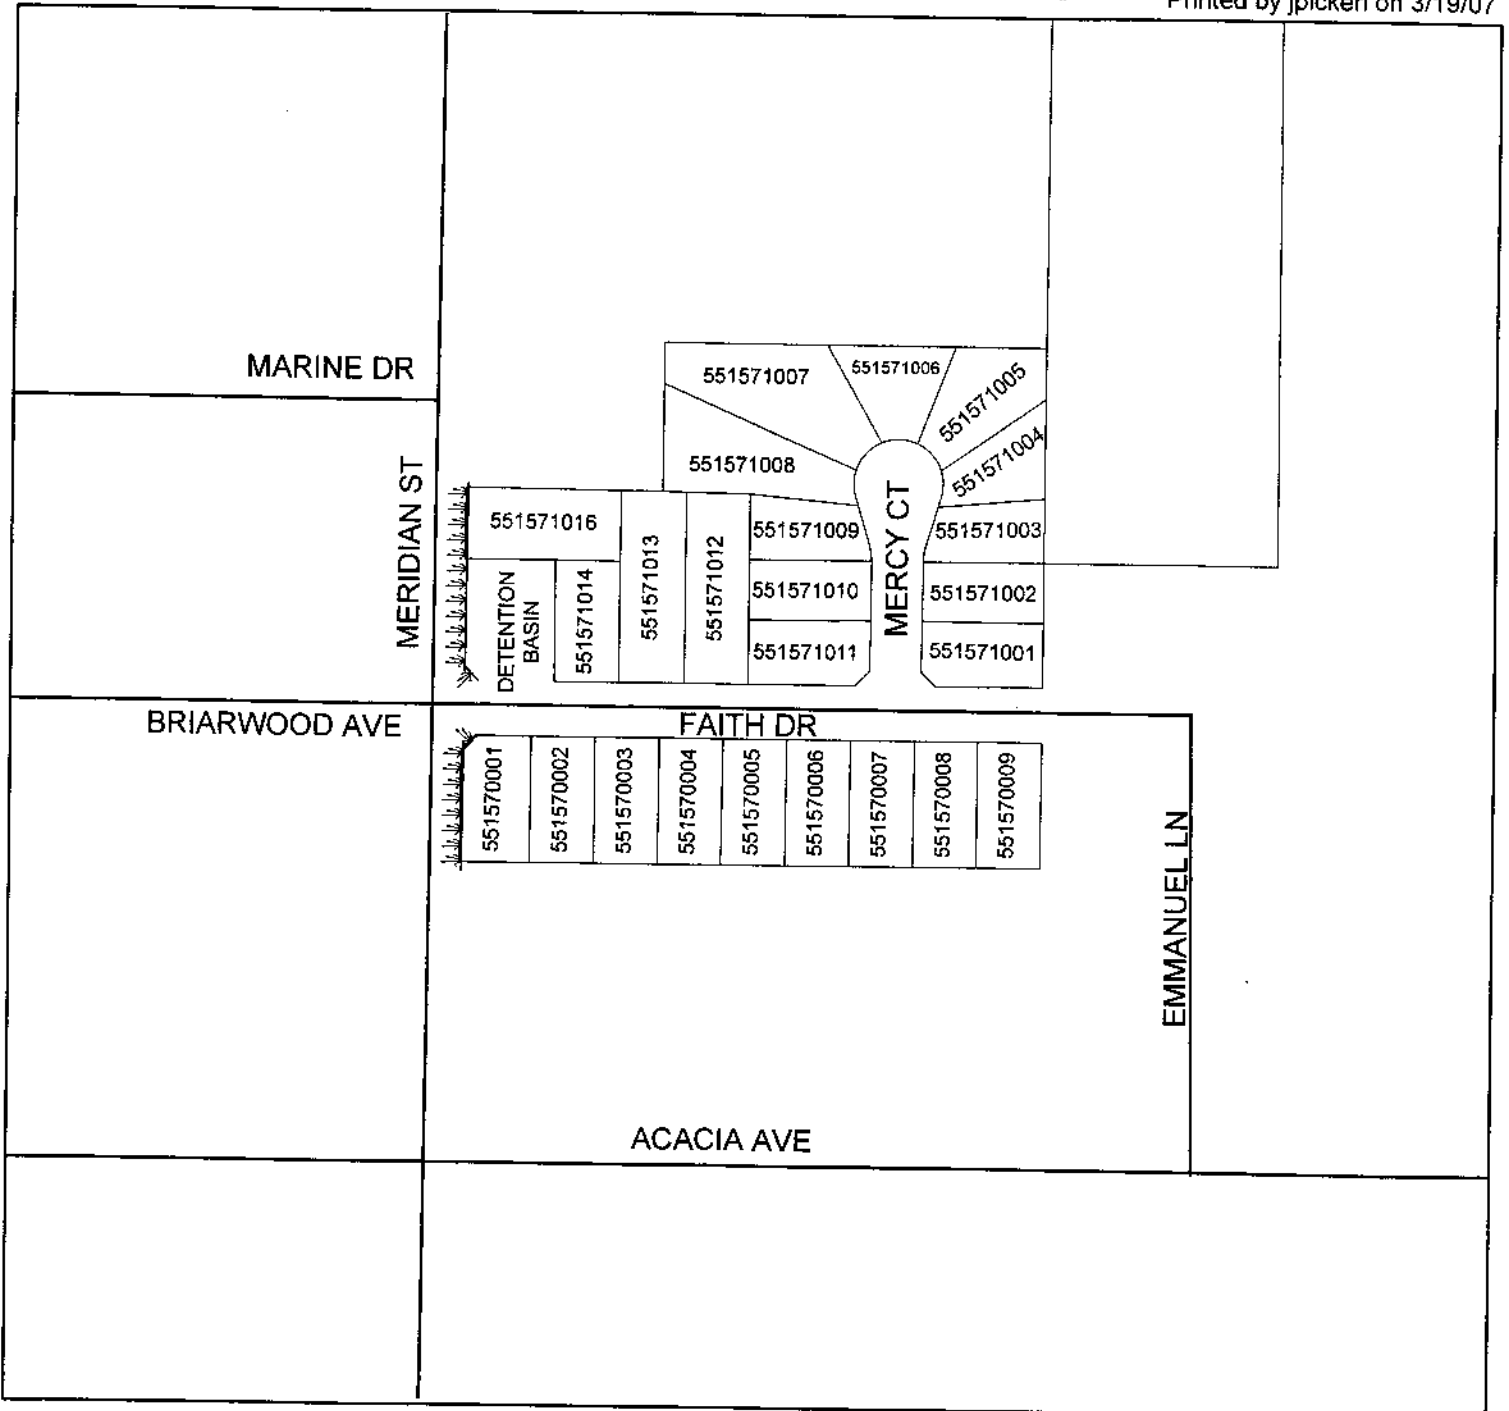 Printed by jpicken on 3/19/07
MARINE DR
551571007
551571006
551571005
551571004
551571008
MERIDIAN ST
551571016
551571013
551571012
551571009
MERCY CT
551571003
DETENTION
BASIN
551571014
551571010
551571002
551571011
551571001
BRIARWOOD AVE
FAITH DR
551570001
551570002
551570003
551570004
551570005
551570006
551570007
551570008
551570009
EMMANUEL LN
ACACIA AVE